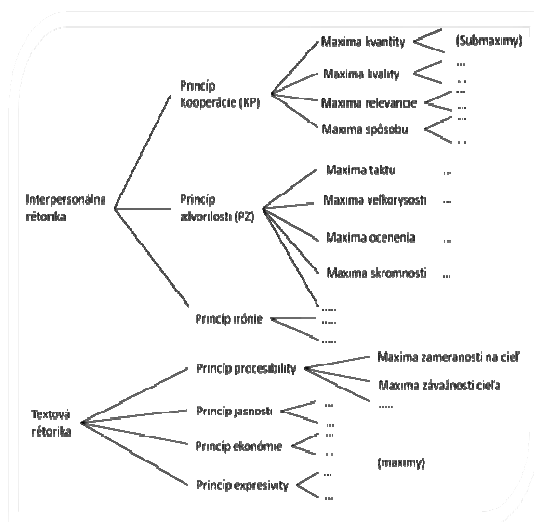 Maxima kvantity
(Submaximy)
Princíp
kooperácie (KP)
Maxima kvality
...
Maxima relevancie
...
...
Maxima spôsobu
...
Interpersonálna
rétorika
Princíp
zdvorilosti (PZ)
Maxima taktu ...
Maxima veľkorysosti ...
Maxima ocenenia ...
Maxima skromnosti ...
.....
Princíp irónie
.....
.....
Textová
rétorika
Princíp procesibility
Maxima zameranosti na cieľ
Maxima závažnosti cieľa
.....
Princíp jasnosti
...
...
Princíp ekonómie
...
(maximy)
Princíp expresivity
...
...